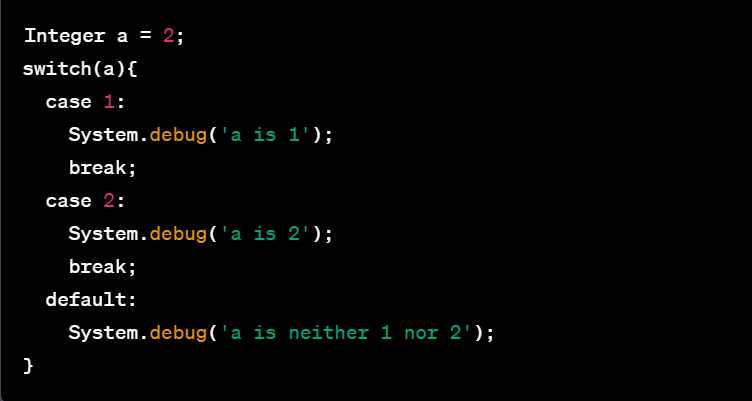 Integer a = 2;
switch(a){
  case 1:
    System.debug('a is 1');
    break;
  case 2:
    System.debug('a is 2');
    break;
  default:
    System.debug('a is neither 1 nor 2');
}